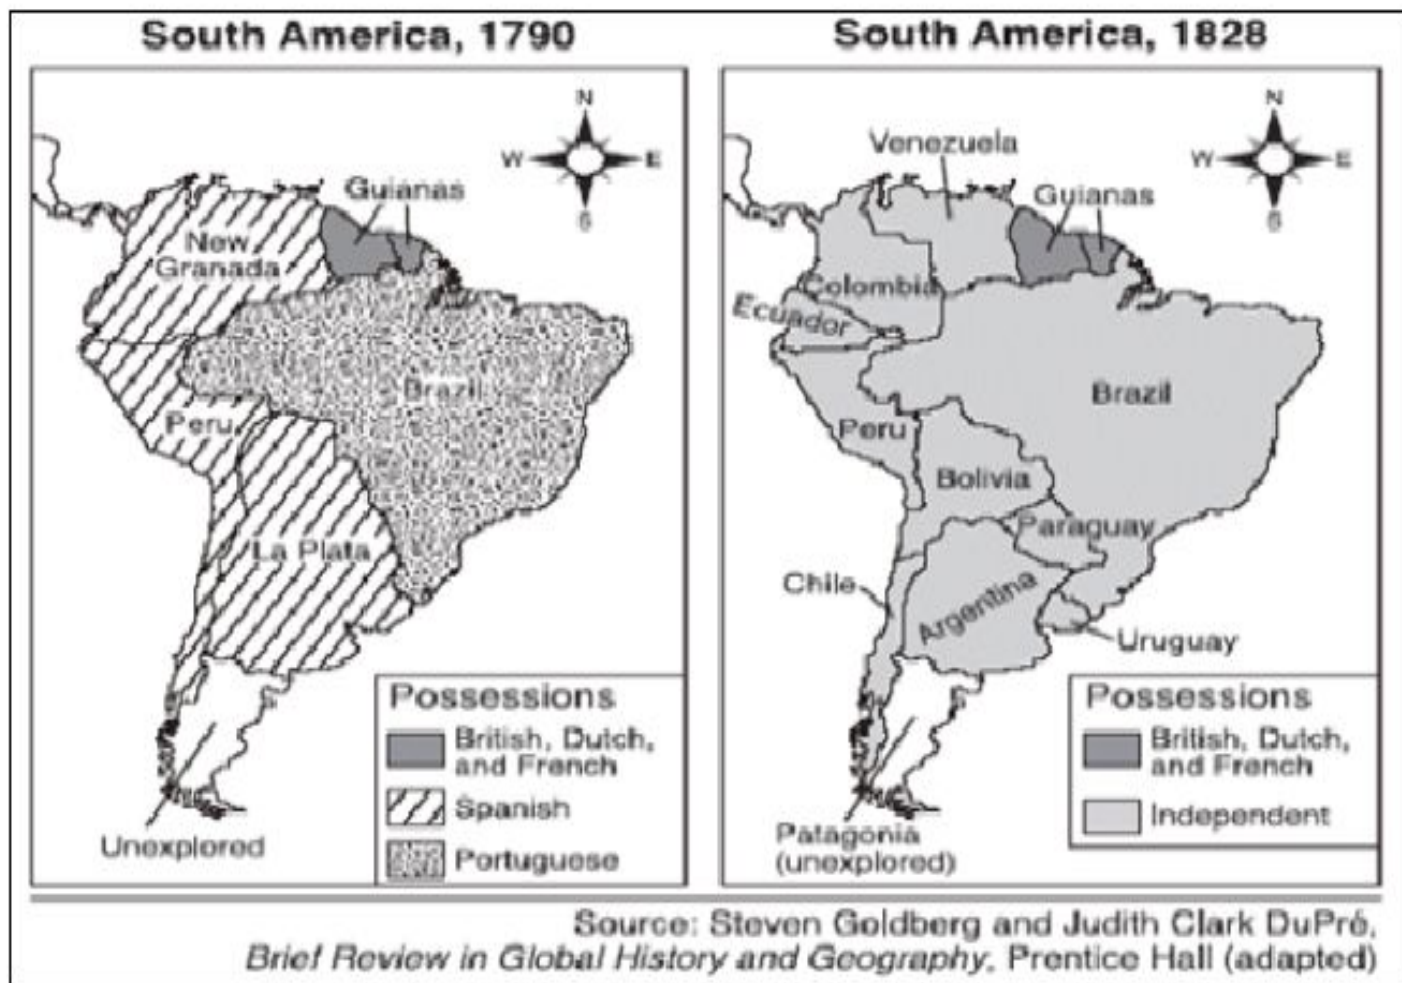 South America, 1790
N
W E
S
Guianas
New
Granada
Brazil
Peru
La Plata
Unexplored
Possessions
British, Dutch,
and French
Spanish
Portuguese
South America, 1828
N
W E
S
Venezuela
Guianas
Colombia
Ecuador
Brazil
Peru
Bolivia
Paraguay
Chile
Argentina
Uruguay
Patagonia
(unexplored)
Possessions
British, Dutch,
and French
Independent
Source: Steven Goldberg and Judith Clark DuPré,
Brief Review in Global History and Geography, Prentice Hall (adapted)